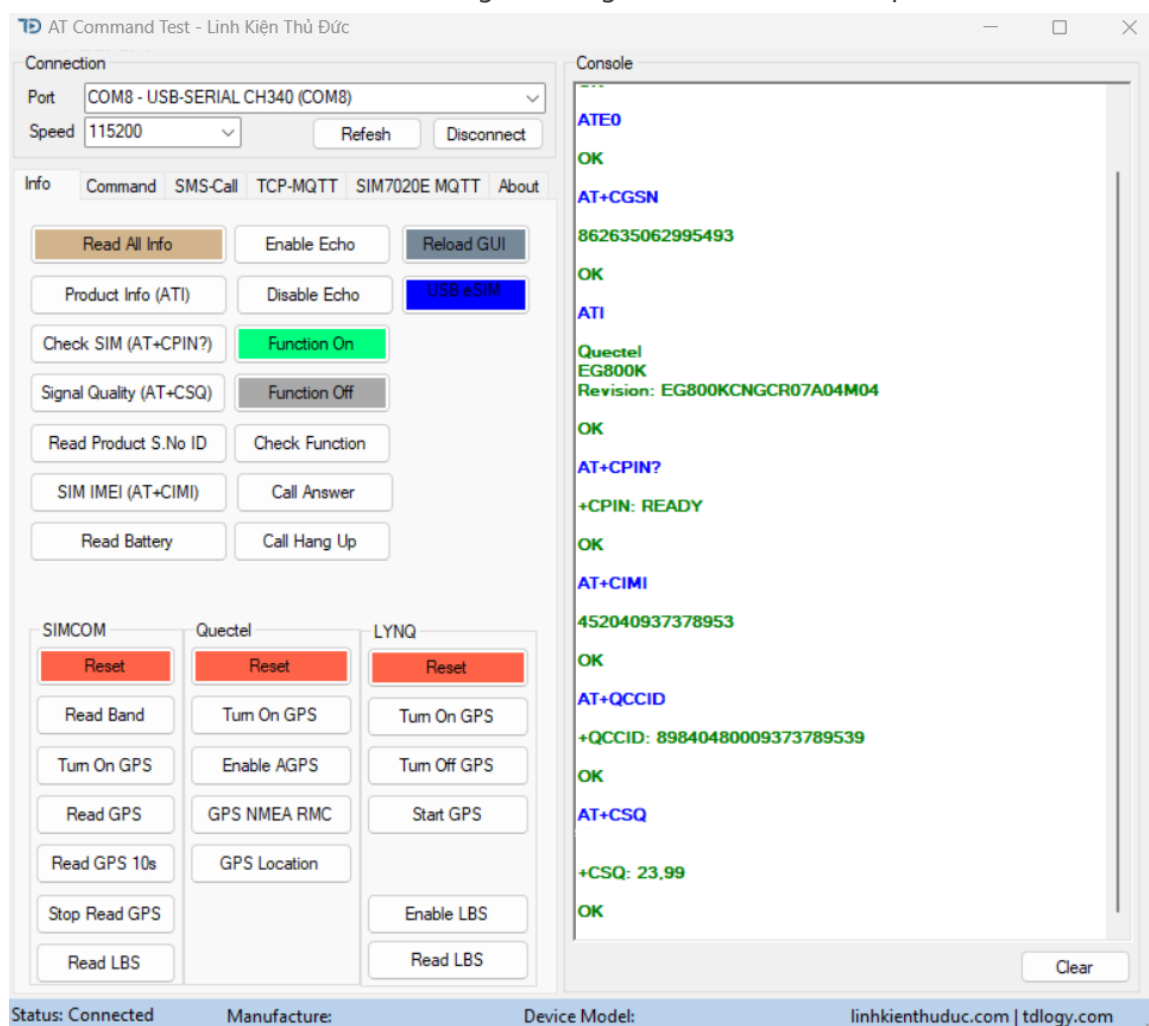 AT Command Test - Linh Kiện Thủ Đức
Connection
Port COM8 - USB-SERIAL CH340 (COM8)
Speed 115200 Refesh Disconnect
Info Command SMS-Call TCP-MQTT SIM7020E MQTT About
Read All Info Enable Echo Reload GUI
Product Info (ATI) Disable Echo USB eSIM
Check SIM (AT+CPIN?) Function On
Signal Quality (AT+CSQ) Function Off
Read Product S.No ID Check Function
SIM IMEI (AT+CIMI) Call Answer
Read Battery Call Hang Up
SIMCOM Quectel LYNQ
Reset Reset Reset
Read Band Turn On GPS Turn On GPS
Turn On GPS Enable AGPS Turn Off GPS
Read GPS GPS NMEA RMC Start GPS
Read GPS 10s GPS Location
Stop Read GPS Enable LBS
Read LBS Read LBS
Console
ATE0
OK
AT+CGSN
862635062995493
OK
ATI
Quectel
EG800K
Revision: EG800KCNGCR07A04M04
OK
AT+CPIN?
+CPIN: READY
OK
AT+CIMI
452040937378953
OK
AT+QCCID
+QCCID: 89840480009373789539
OK
AT+CSQ
+CSQ: 23,99
OK
Clear
Status: Connected Manufacture: Device Model: linhkienthuduc.com | tdlogy.com